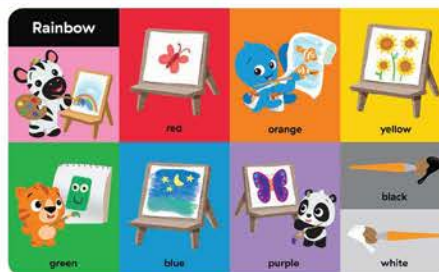 Rainbow
red
orange
yellow
green
blue
purple
black
white